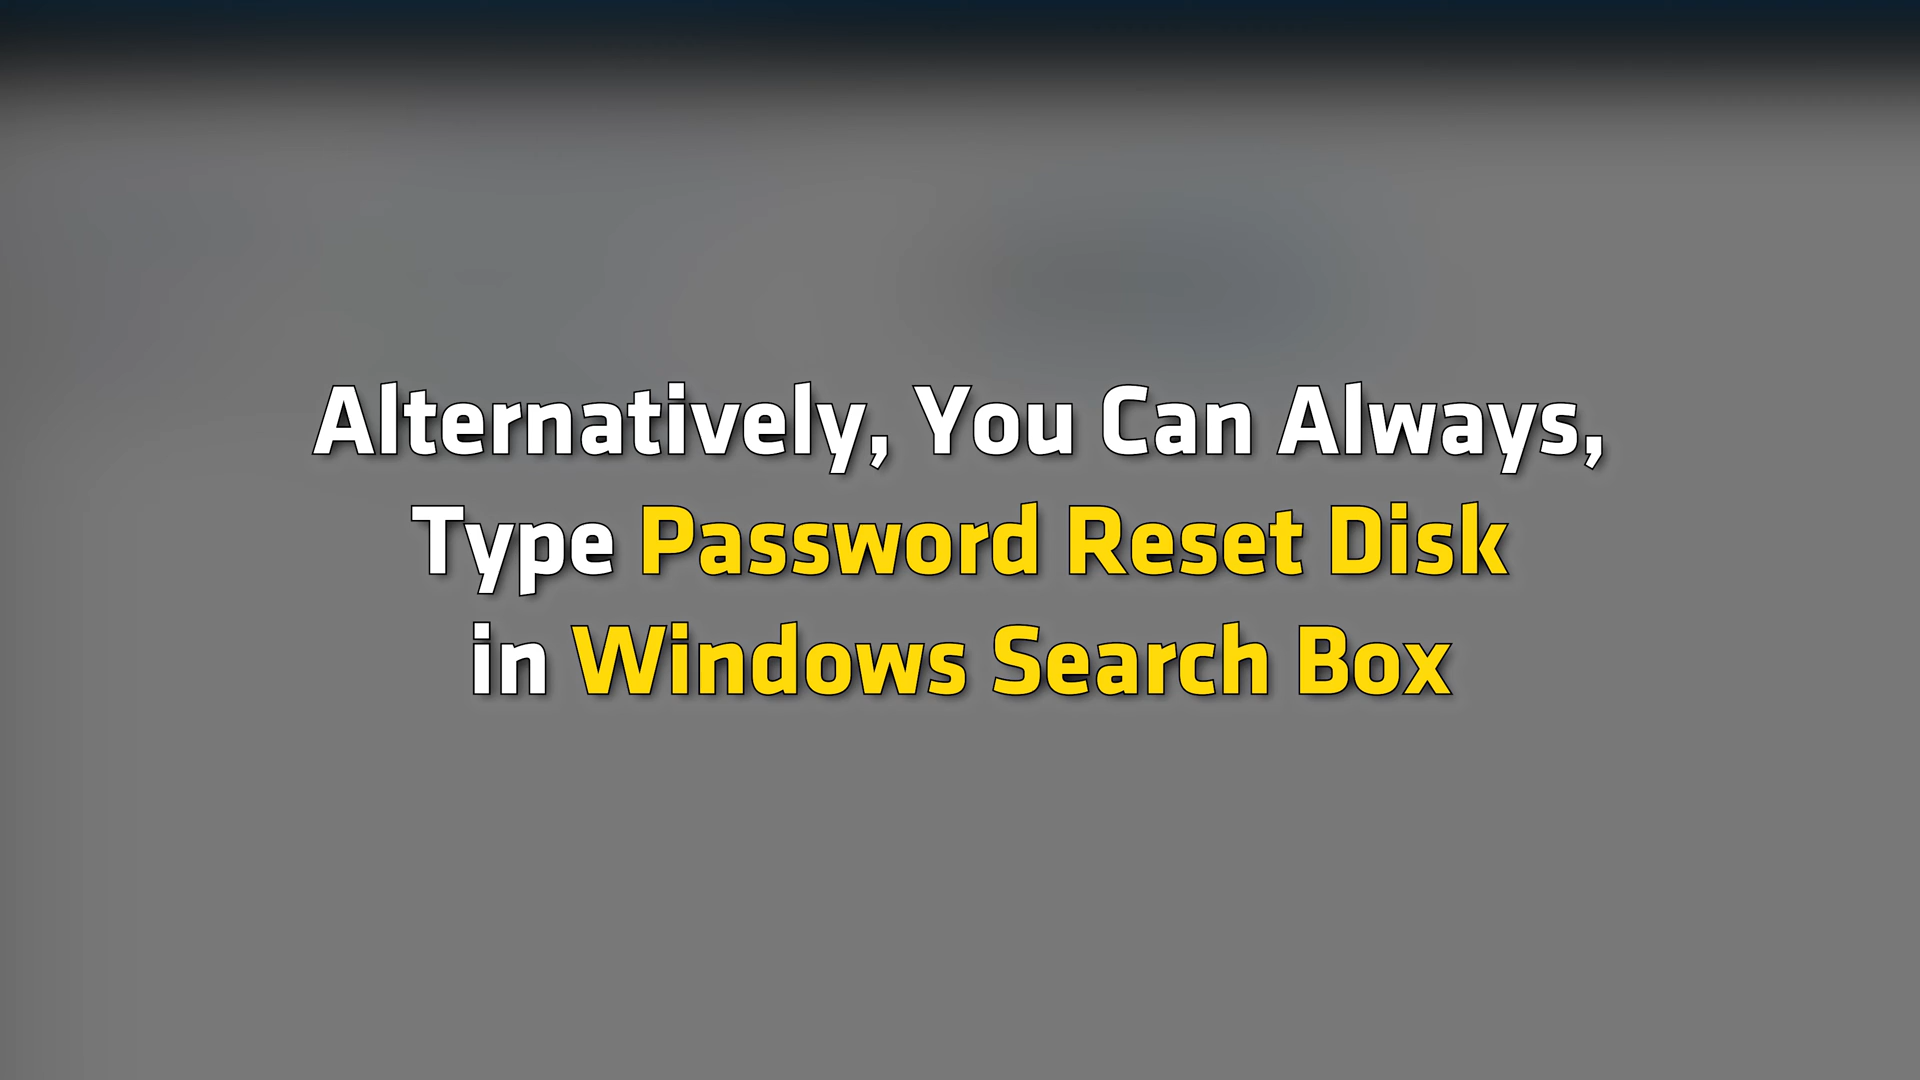 Alternatively, You Can Always,
Type Password Reset Disk
in Windows Search Box